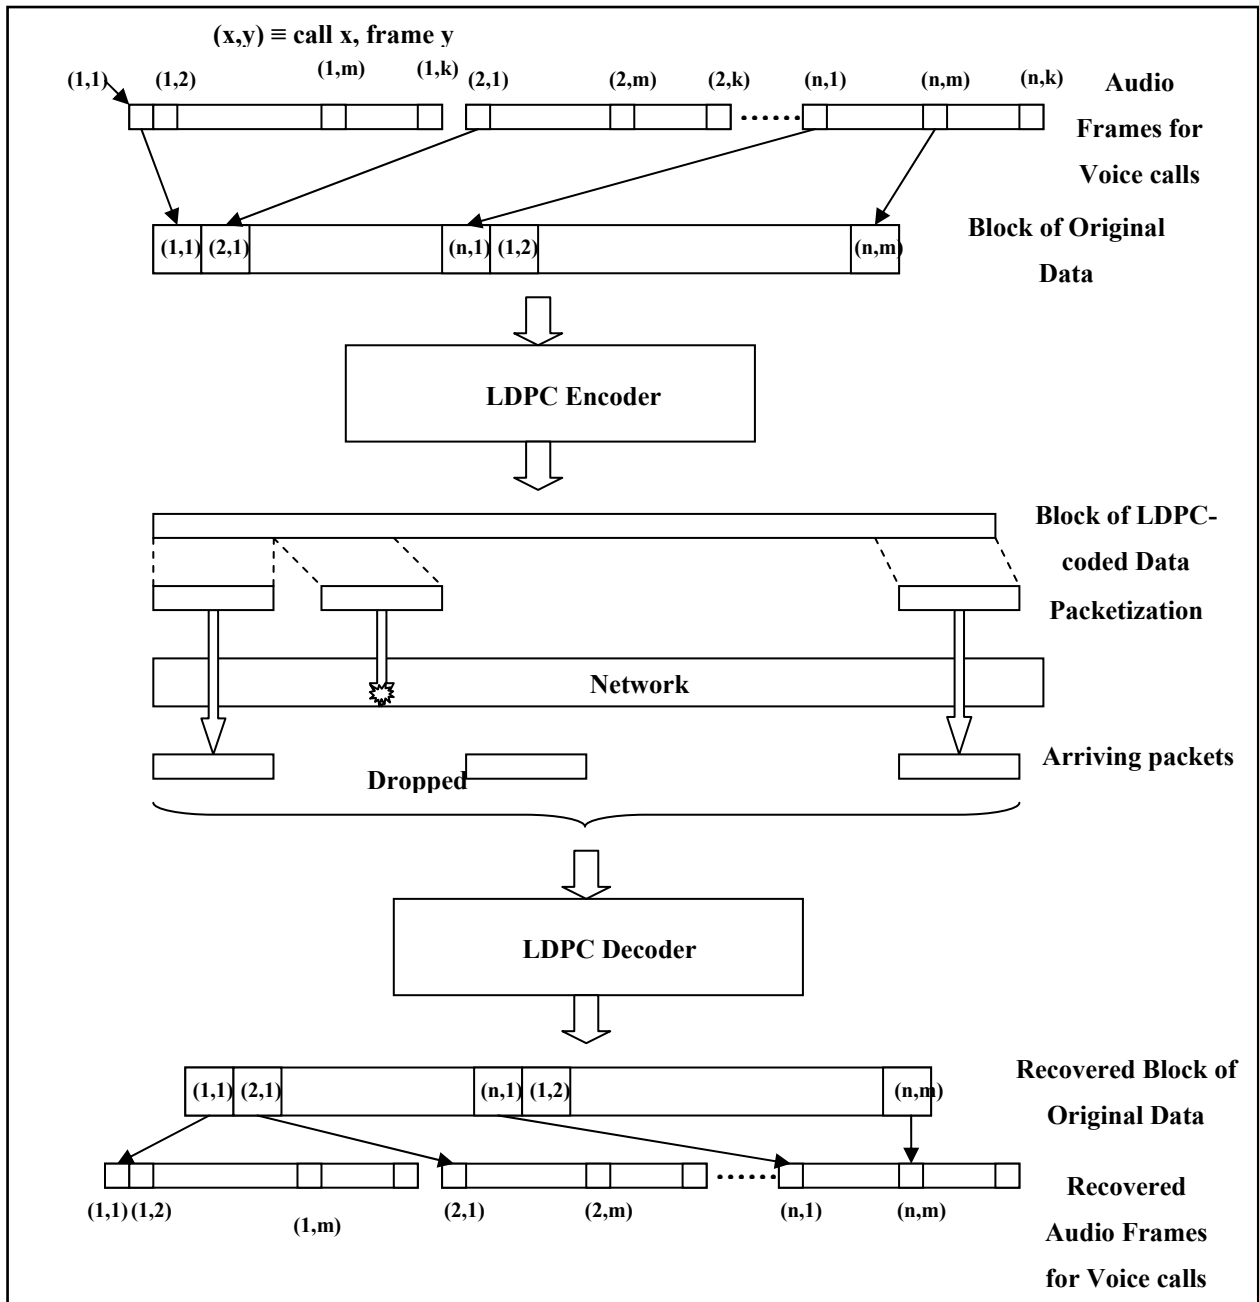 (x,y) ≡ call x, frame y
(1,1) (1,2) (1,m) (1,k) (2,1) (2,m) (2,k) (n,1) (n,m) (n,k)
Audio
Frames for
Voice calls
Block of Original
Data
(1,1) (2,1) (n,1) (1,2) (n,m)
LDPC Encoder
Block of LDPC-
coded Data
Packetization
Network
Arriving packets
Dropped
LDPC Decoder
(1,1) (2,1) (n,1) (1,2) (n,m)
Recovered Block of
Original Data
(1,1) (1,2) (1,m) (2,1) (2,m) (n,1) (n,m)
Recovered
Audio Frames
for Voice calls